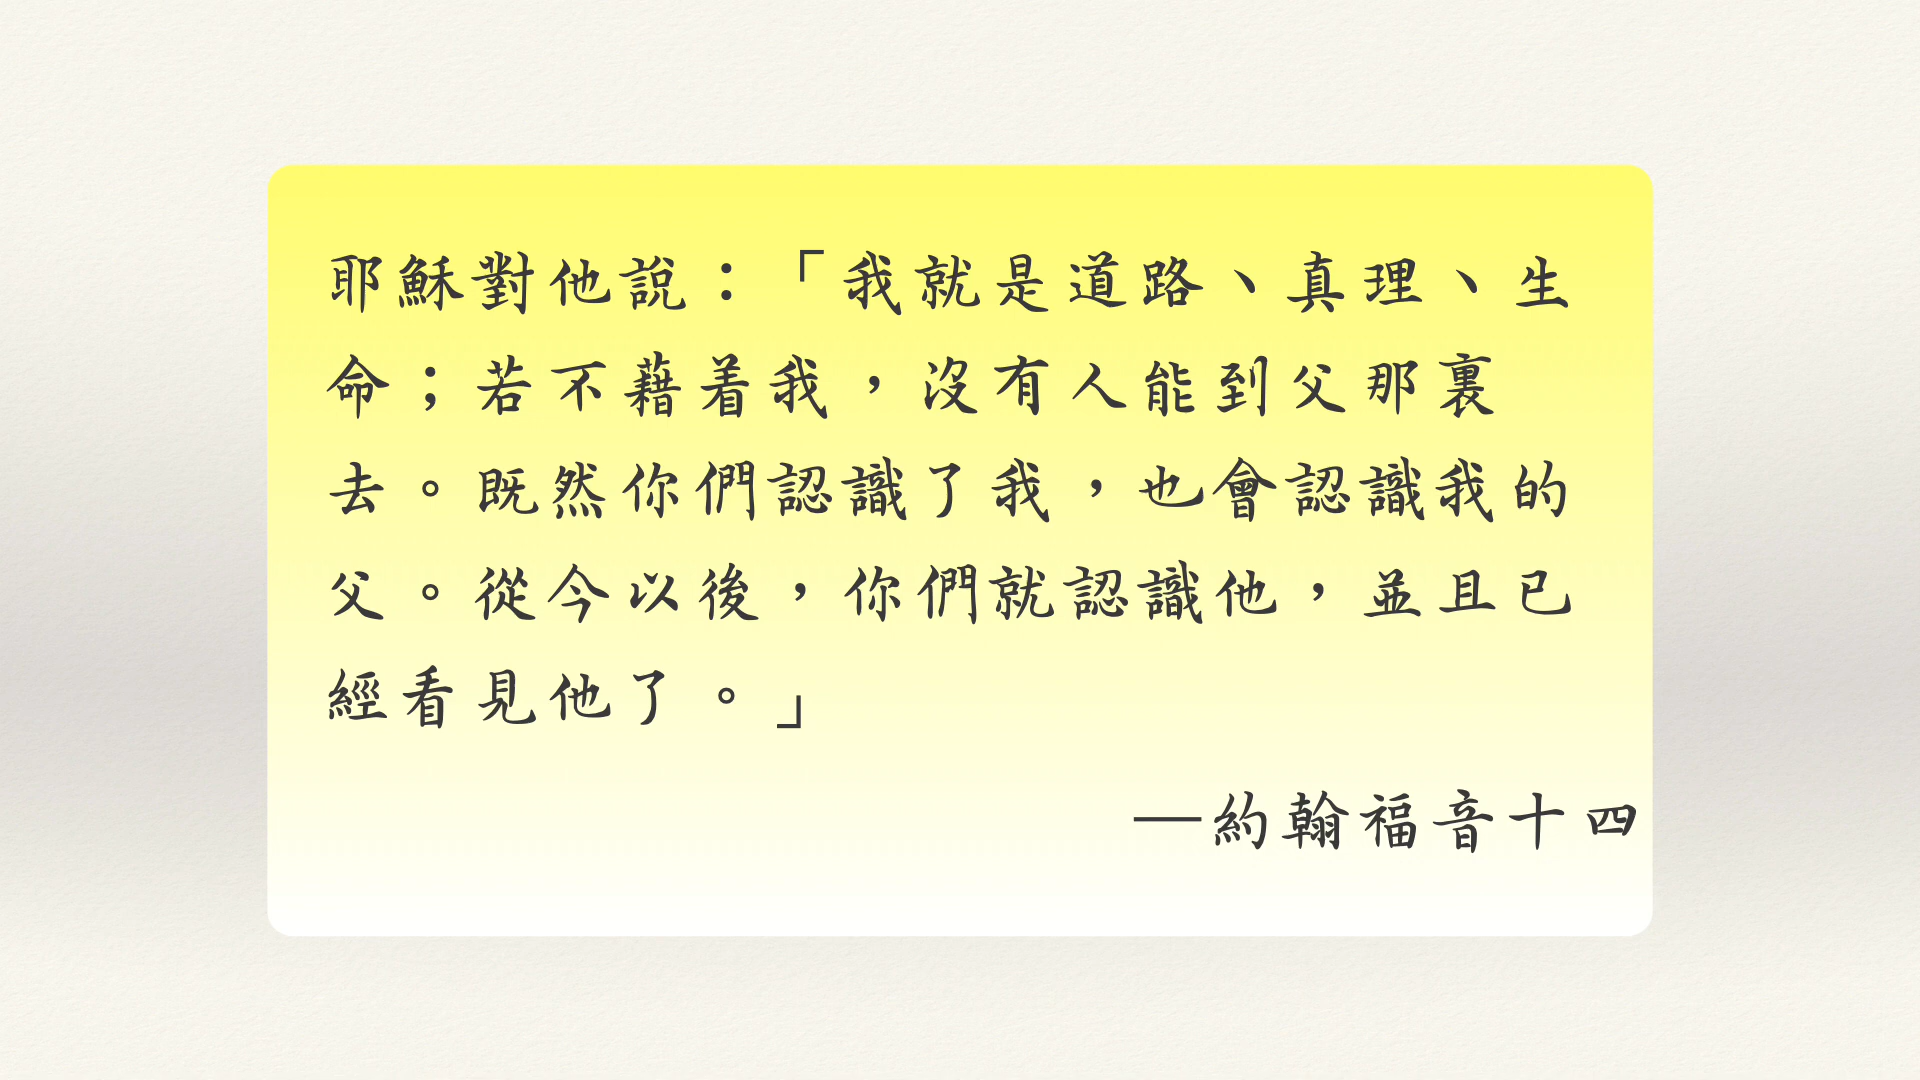 耶穌對他說：「我就是道路、真理、生
命；若不藉着我，沒有人能到父那裏
去。既然你們認識了我，也會認識我的
父。從今以後，你們就認識他，並且已
經看見他了。」
—約翰福音十四